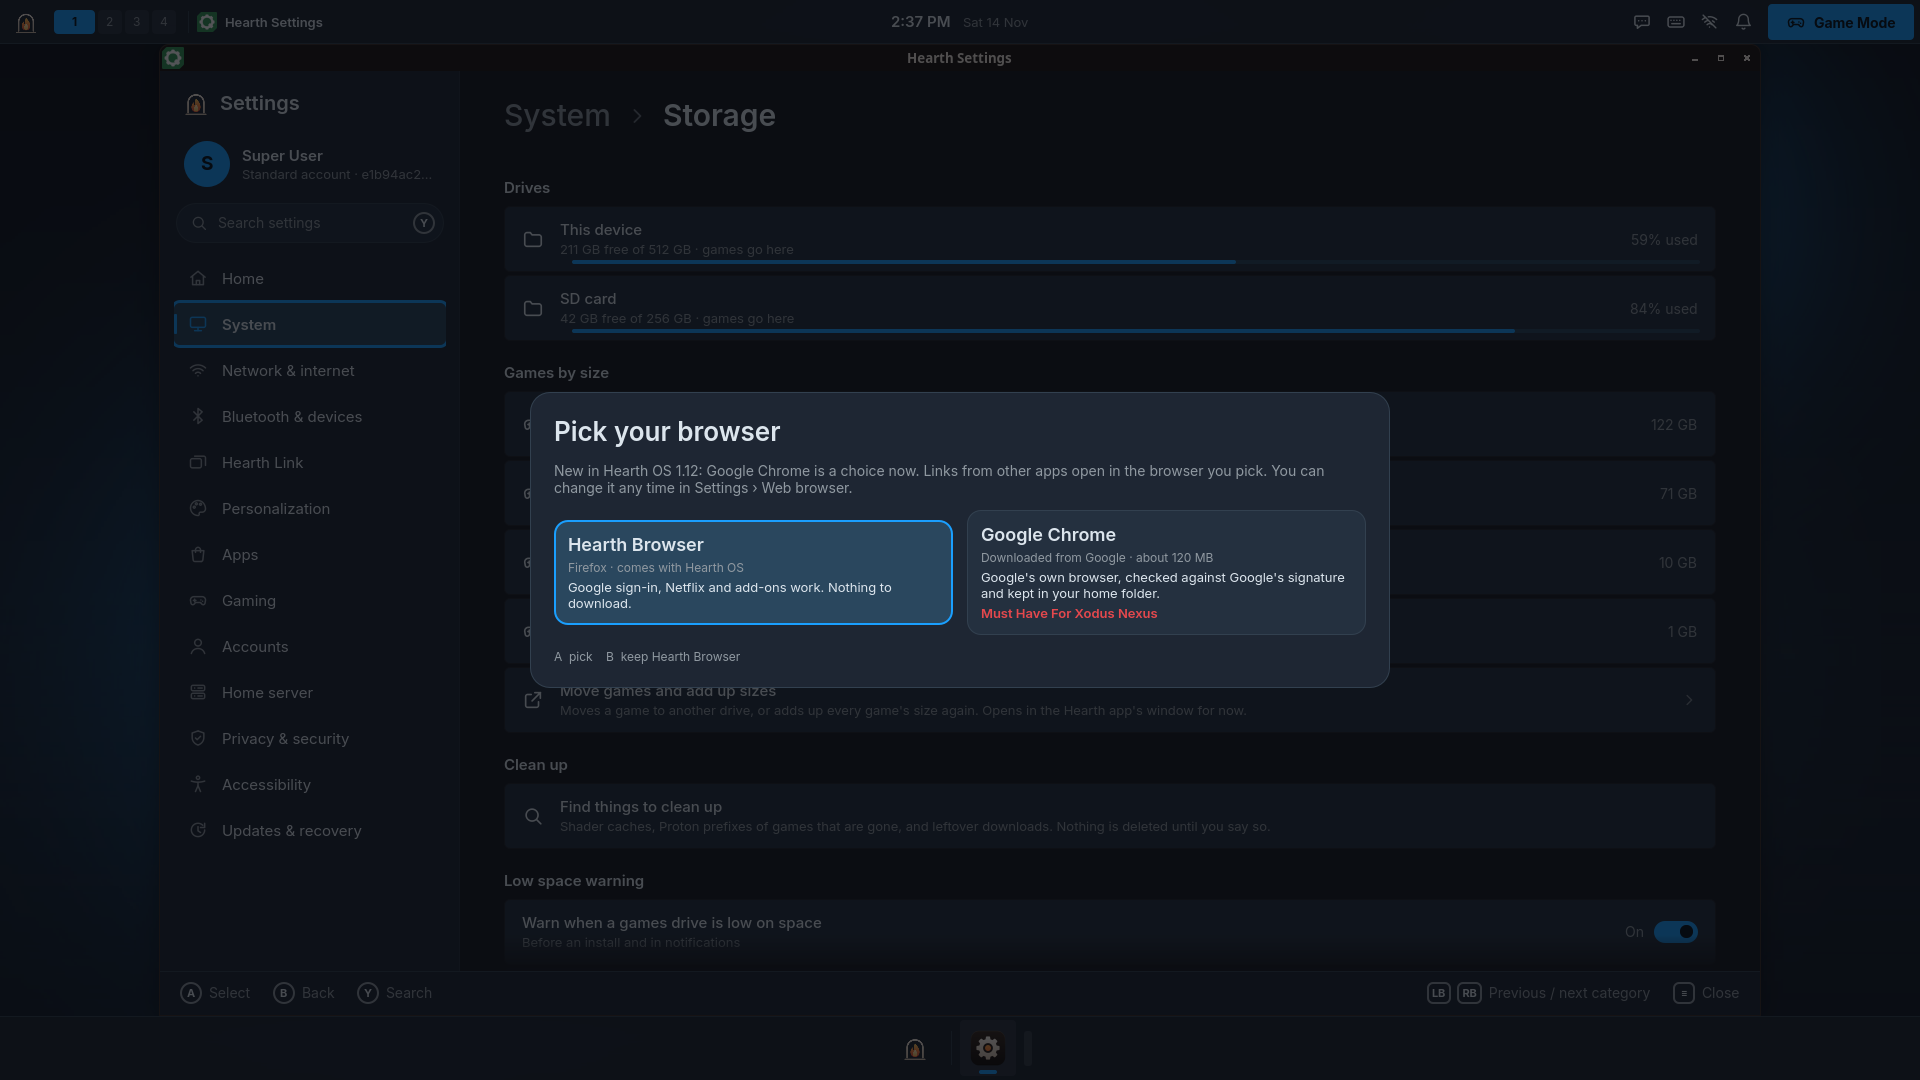 1 2 3 4 Hearth Settings 2:37 PM Sat 14 Nov Game Mode
Hearth Settings
Settings
S Super User
Standard account · e1b94ac2...
Search settings Y
Home
System
Network & internet
Bluetooth & devices
Hearth Link
Personalization
Apps
Gaming
Accounts
Home server
Privacy & security
Accessibility
Updates & recovery
System › Storage
Drives
This device
211 GB free of 512 GB · games go here
59% used
SD card
42 GB free of 256 GB · games go here
84% used
Games by size
122 GB
71 GB
10 GB
1 GB
Pick your browser
New in Hearth OS 1.12: Google Chrome is a choice now. Links from other apps open in the browser you pick. You can
change it any time in Settings › Web browser.
Hearth Browser
Firefox · comes with Hearth OS
Google sign-in, Netflix and add-ons work. Nothing to
download.
Google Chrome
Downloaded from Google · about 120 MB
Google's own browser, checked against Google's signature
and kept in your home folder.
Must Have For Xodus Nexus
A pick B keep Hearth Browser
Move games and add up sizes
Moves a game to another drive, or adds up every game's size again. Opens in the Hearth app's window for now.
Clean up
Find things to clean up
Shader caches, Proton prefixes of games that are gone, and leftover downloads. Nothing is deleted until you say so.
Low space warning
Warn when a games drive is low on space
Before an install and in notifications
On
A Select B Back Y Search LB RB Previous / next category Close